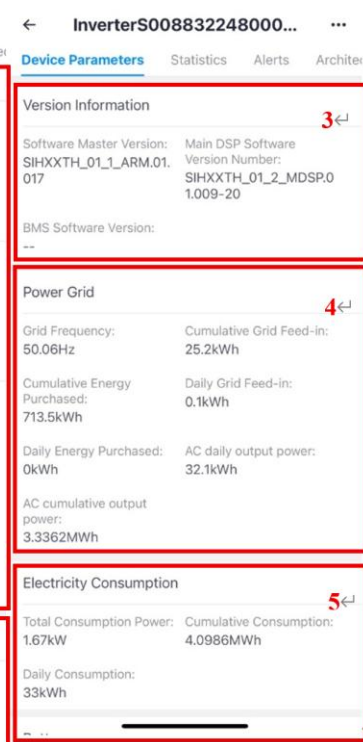 InverterS008832248000...
Device Parameters Statistics Alerts Archited
Version Information
3
Software Master Version: Main DSP Software
SIHXXTH_01_1_ARM.01. Version Number:
017 SIHXXTH_01_2_MDSP.0
1.009-20
BMS Software Version:
--
Power Grid
4
Grid Frequency: Cumulative Grid Feed-in:
50.06Hz 25.2kWh
Cumulative Energy Daily Grid Feed-in:
Purchased: 0.1kWh
713.5kWh
Daily Energy Purchased: AC daily output power:
0kWh 32.1kWh
AC cumulative output
power:
3.3362MWh
Electricity Consumption
5
Total Consumption Power: Cumulative Consumption:
1.67kW 4.0986MWh
Daily Consumption:
33kWh